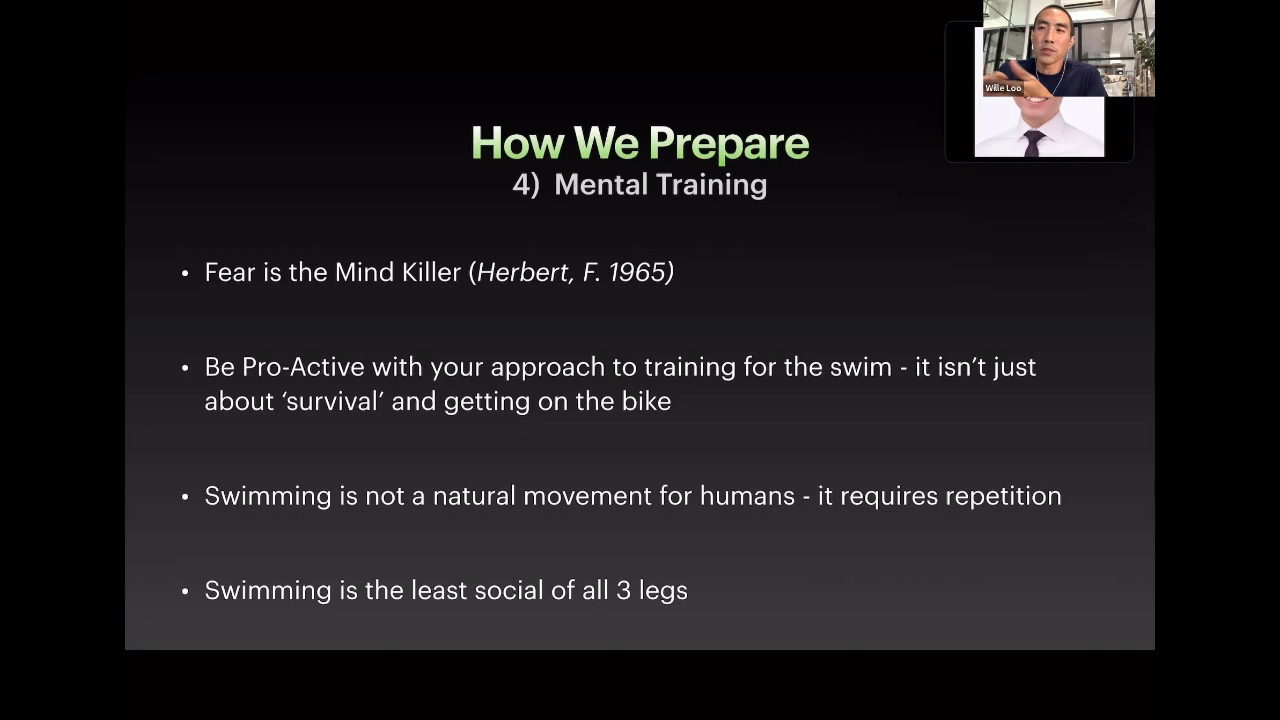 Wille Loo
How We Prepare
4) Mental Training
• Fear is the Mind Killer (Herbert, F. 1965)
• Be Pro-Active with your approach to training for the swim - it isn’t just
about ‘survival’ and getting on the bike
• Swimming is not a natural movement for humans - it requires repetition
• Swimming is the least social of all 3 legs